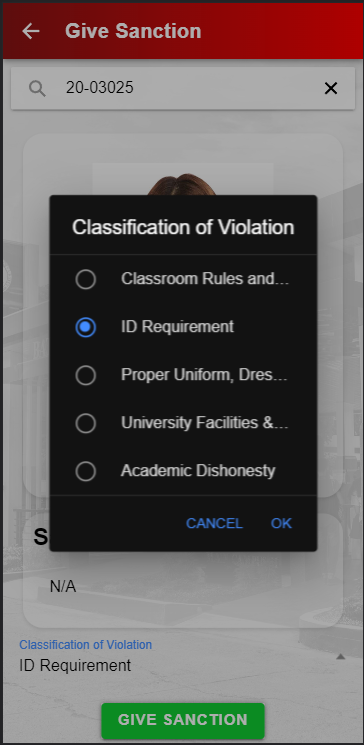 Give Sanction
20-03025
Classification of Violation
Classroom Rules and...
ID Requirement
Proper Uniform, Dres...
University Facilities &...
Academic Dishonesty
CANCEL OK
S
N/A
Classification of Violation
ID Requirement
GIVE SANCTION